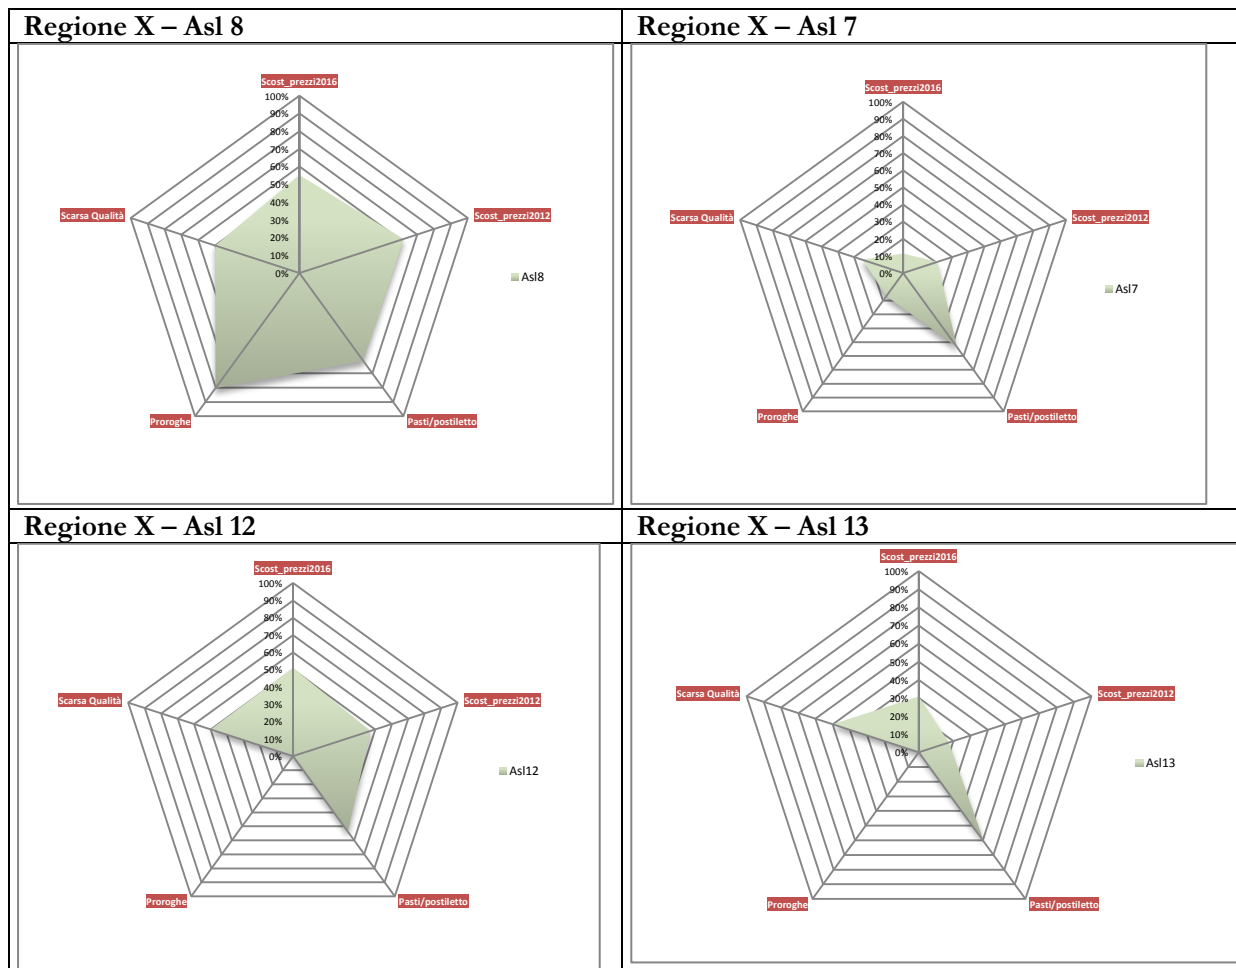 Regione X – Asl 8
Scost_prezzi2016
100%
90%
80%
70%
60%
50%
40%
30%
20%
10%
0%
Scarsa Qualità
Scost_prezzi2012
Asl8
Proroghe
Pasti/postiletto
Regione X – Asl 7
Scost_prezzi2016
100%
90%
80%
70%
60%
50%
40%
30%
20%
10%
0%
Scarsa Qualità
Scost_prezzi2012
Asl7
Proroghe
Pasti/postiletto
Regione X – Asl 12
Scost_prezzi2016
100%
90%
80%
70%
60%
50%
40%
30%
20%
10%
0%
Scarsa Qualità
Scost_prezzi2012
Asl12
Proroghe
Pasti/postiletto
Regione X – Asl 13
Scost_prezzi2016
100%
90%
80%
70%
60%
50%
40%
30%
20%
10%
0%
Scarsa Qualità
Scost_prezzi2012
Asl13
Proroghe
Pasti/postiletto